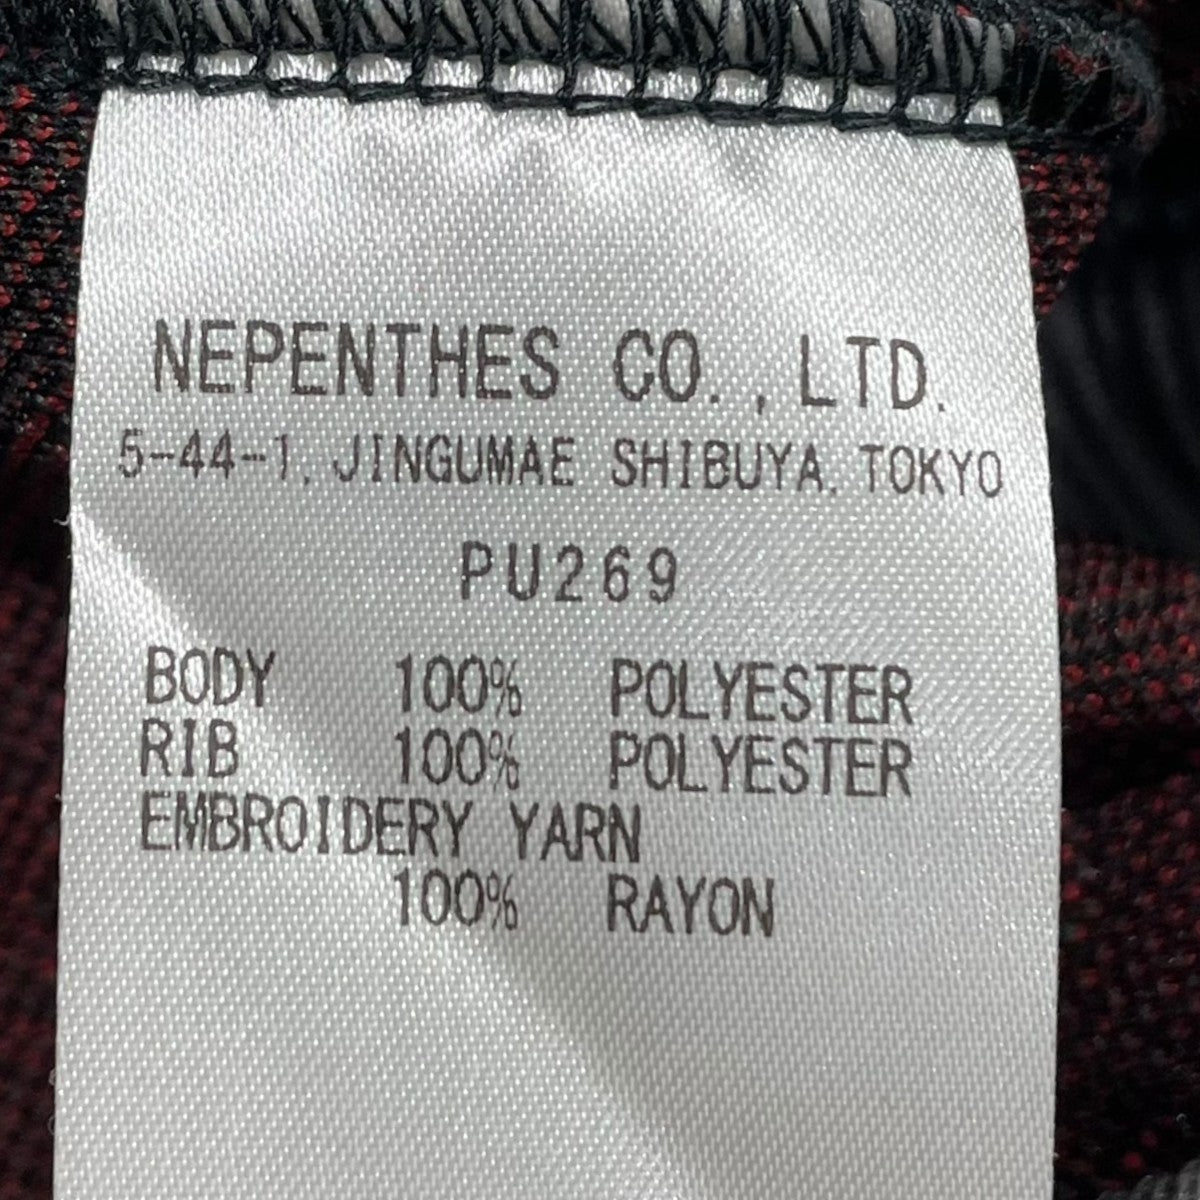 NEPENTHES CO., LTD.
5-44-1, JINGUMAE SHIBUYA, TOKYO
PU269
BODY 100% POLYESTER
RIB 100% POLYESTER
EMBROIDERY YARN
100% RAYON